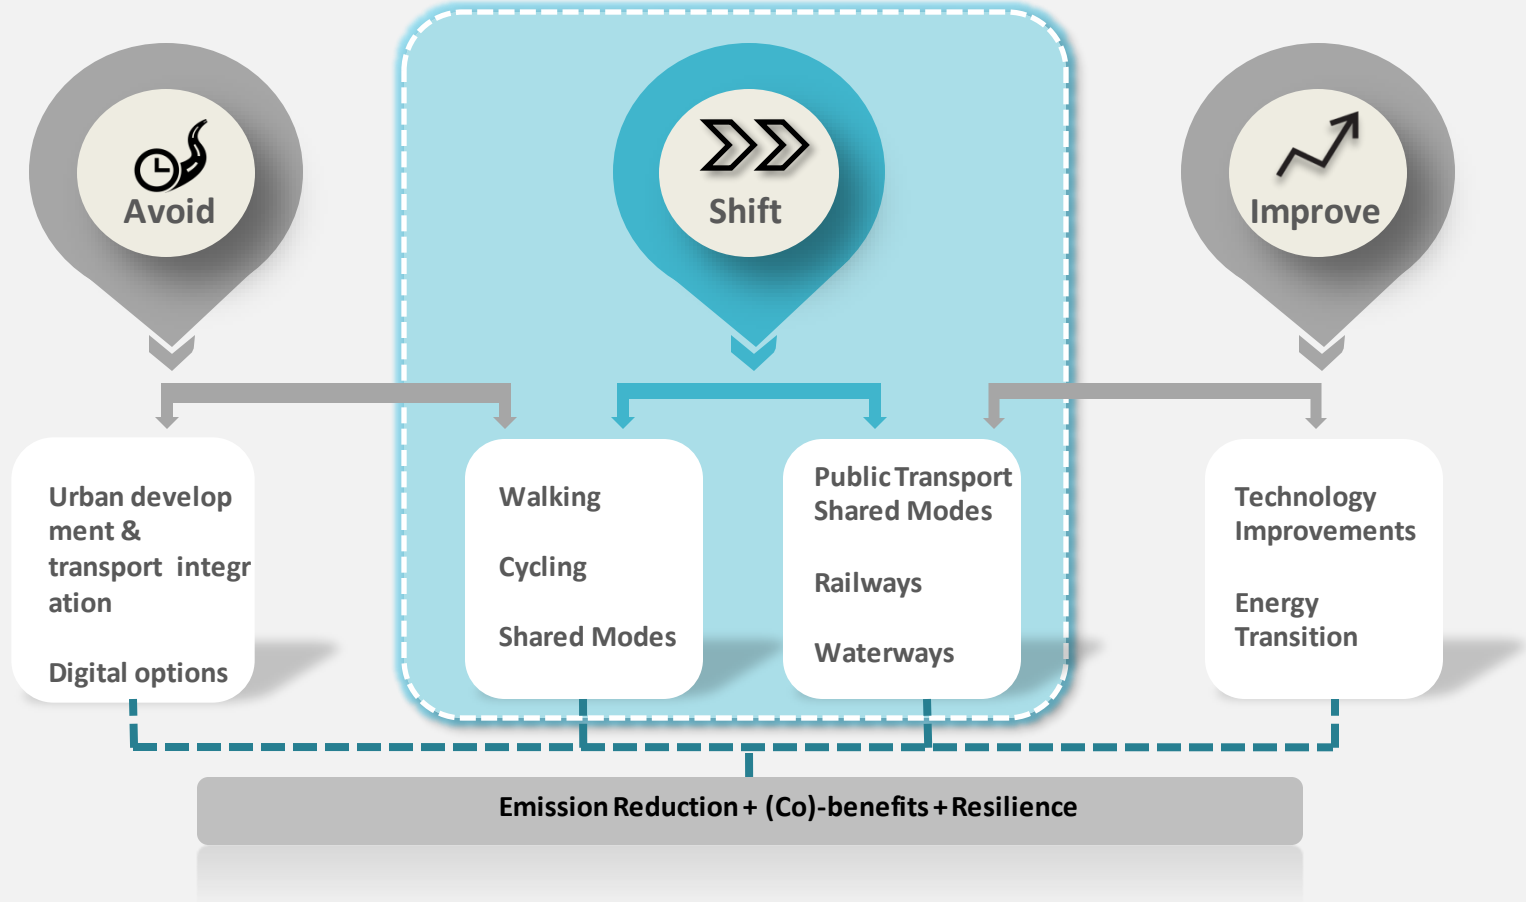 Avoid
Shift
Improve
Urban develop
ment &
transport integr
ation
Digital options
Walking
Cycling
Shared Modes
Public Transport
Shared Modes
Railways
Waterways
Technology
Improvements
Energy
Transition
Emission Reduction + (Co)-benefits + Resilience